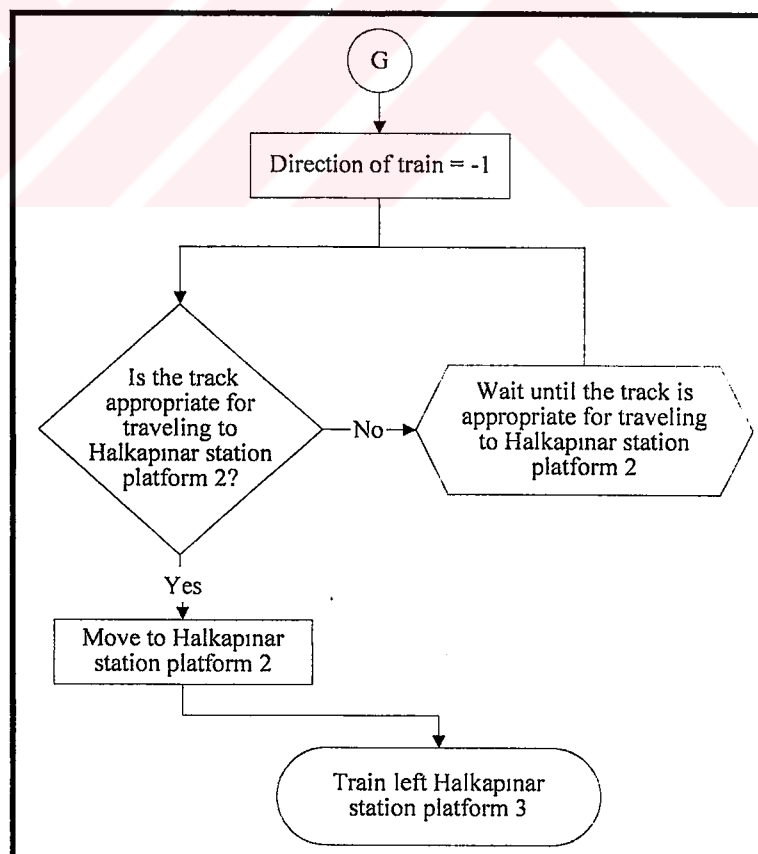 G
Direction of train = -1
Is the track
appropriate for
traveling to
Halkapınar station
platform 2?
No
Wait until the track is
appropriate for traveling
to Halkapınar station
platform 2
Yes
Move to Halkapınar
station platform 2
Train left Halkapınar
station platform 3